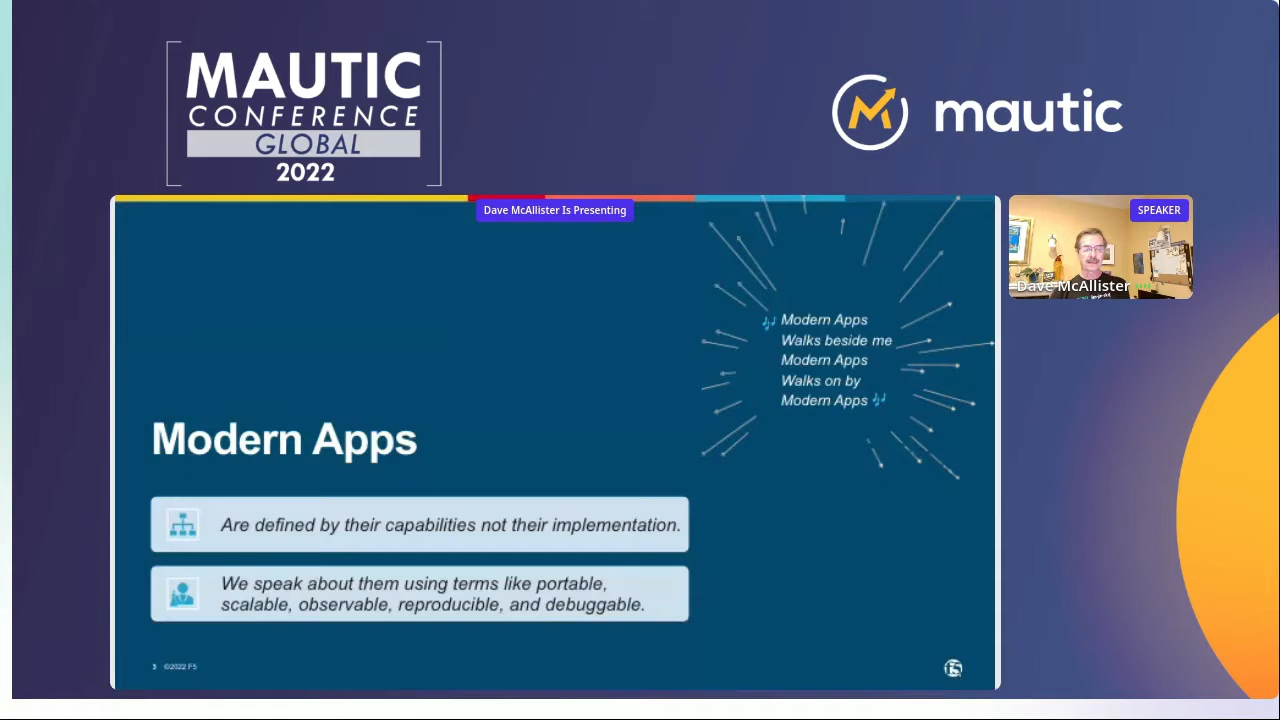 MAUTIC
CONFERENCE
GLOBAL
2022
mautic
Dave McAllister Is Presenting
SPEAKER
Dave McAllister
Modern Apps
Walks beside me
Modern Apps
Walks on by
Modern Apps
Modern Apps
Are defined by their capabilities not their implementation.
We speak about them using terms like portable,
scalable, observable, reproducible, and debuggable.
3 ©2022 F5